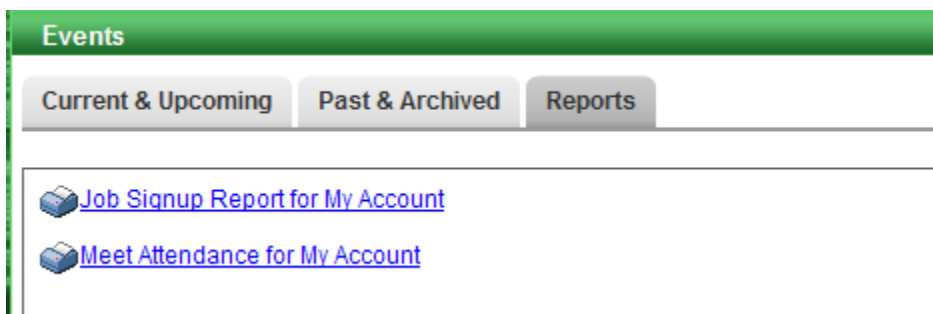 Events
Current & Upcoming Past & Archived Reports
Job Signup Report for My Account
Meet Attendance for My Account